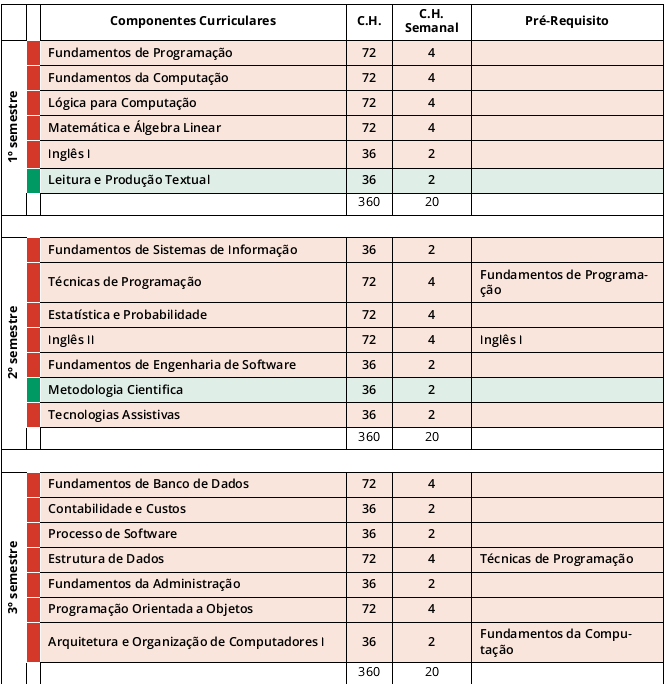 Componentes Curriculares C.H. C.H. Semanal Pré-Requisito
1º semestre
Fundamentos de Programação 72 4
Fundamentos da Computação 72 4
Lógica para Computação 72 4
Matemática e Álgebra Linear 72 4
Inglês I 36 2
Leitura e Produção Textual 36 2
360 20
2º semestre
Fundamentos de Sistemas de Informação 36 2
Técnicas de Programação 72 4 Fundamentos de Programa-
ção
Estatística e Probabilidade 72 4
Inglês II 72 4 Inglês I
Fundamentos de Engenharia de Software 36 2
Metodologia Cientifica 36 2
Tecnologias Assistivas 36 2
360 20
3º semestre
Fundamentos de Banco de Dados 72 4
Contabilidade e Custos 36 2
Processo de Software 36 2
Estrutura de Dados 72 4 Técnicas de Programação
Fundamentos da Administração 36 2
Programação Orientada a Objetos 72 4
Arquitetura e Organização de Computadores I 36 2 Fundamentos da Compu-
tação
360 20